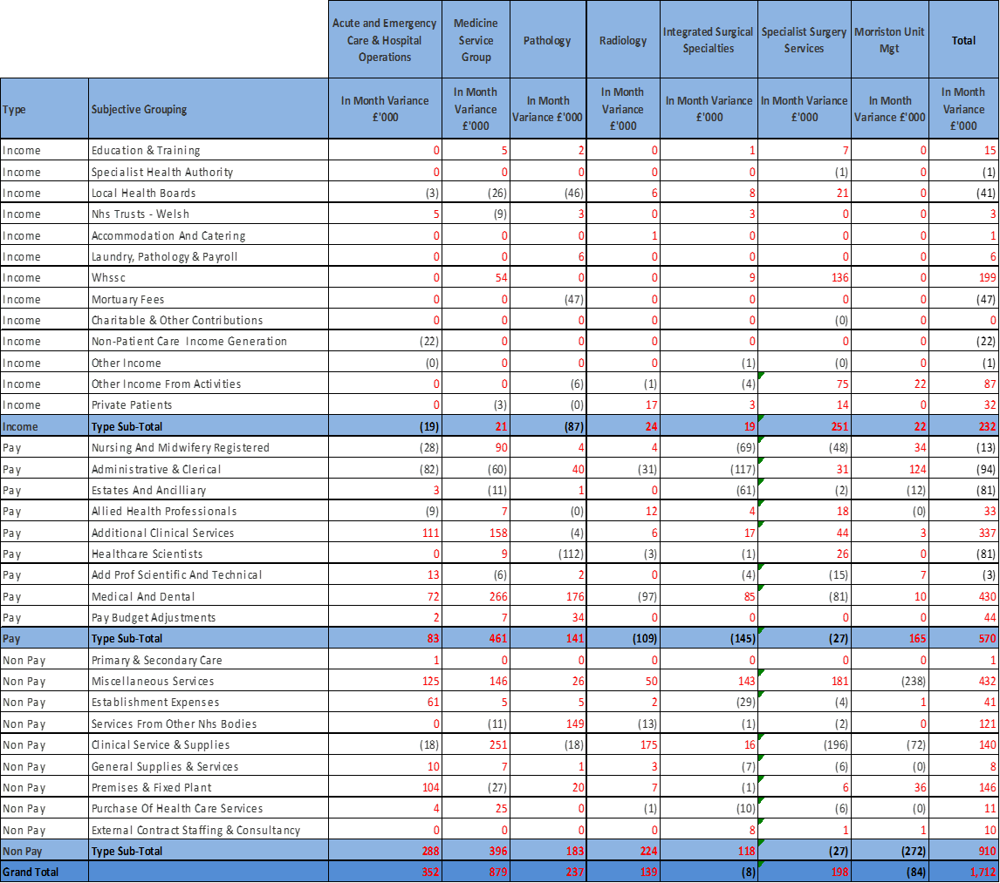 Acute and Emergency Care & Hospital Operations | Medicine Service Group | Pathology | Radiology | Integrated Surgical Specialties | Specialist Surgery Services | Morriston Unit Mgt | Total
Type | Subjective Grouping | In Month Variance £'000 | In Month Variance £'000 | In Month Variance £'000 | In Month Variance £'000 | In Month Variance £'000 | In Month Variance £'000 | In Month Variance £'000 | In Month Variance £'000
Income | Education & Training | 0 | 5 | 2 | 0 | 1 | 7 | 0 | 15
Income | Specialist Health Authority | 0 | 0 | 0 | 0 | 0 | (1) | 0 | (1)
Income | Local Health Boards | (3) | (26) | (46) | 6 | 8 | 21 | 0 | (41)
Income | Nhs Trusts - Welsh | 5 | (9) | 3 | 0 | 3 | 0 | 0 | 3
Income | Accommodation And Catering | 0 | 0 | 0 | 1 | 0 | 0 | 0 | 1
Income | Laundry, Pathology & Payroll | 0 | 0 | 6 | 0 | 0 | 0 | 0 | 6
Income | Whssc | 0 | 54 | 0 | 0 | 9 | 136 | 0 | 199
Income | Mortuary Fees | 0 | 0 | (47) | 0 | 0 | 0 | 0 | (47)
Income | Charitable & Other Contributions | 0 | 0 | 0 | 0 | 0 | (0) | 0 | 0
Income | Non-Patient Care Income Generation | (22) | 0 | 0 | 0 | 0 | 0 | 0 | (22)
Income | Other Income | (0) | 0 | 0 | 0 | (1) | (0) | 0 | (1)
Income | Other Income From Activities | 0 | 0 | (6) | (1) | (4) | 75 | 22 | 87
Income | Private Patients | 0 | (3) | (0) | 17 | 3 | 14 | 0 | 32
Income | Type Sub-Total | (19) | 21 | (87) | 24 | 19 | 251 | 22 | 232
Pay | Nursing And Midwifery Registered | (28) | 90 | 4 | 4 | (69) | (48) | 34 | (13)
Pay | Administrative & Clerical | (82) | (60) | 40 | (31) | (117) | 31 | 124 | (94)
Pay | Estates And Ancilliary | 3 | (11) | 1 | 0 | (61) | (2) | (12) | (81)
Pay | Allied Health Professionals | (9) | 7 | (0) | 12 | 4 | 18 | (0) | 33
Pay | Additional Clinical Services | 111 | 158 | (4) | 6 | 17 | 44 | 3 | 337
Pay | Healthcare Scientists | 0 | 9 | (112) | (3) | (1) | 26 | 0 | (81)
Pay | Add Prof Scientific And Technical | 13 | (6) | 2 | 0 | (4) | (15) | 7 | (3)
Pay | Medical And Dental | 72 | 266 | 176 | (97) | 85 | (81) | 10 | 430
Pay | Pay Budget Adjustments | 2 | 7 | 34 | 0 | 0 | 0 | 0 | 44
Pay | Type Sub-Total | 83 | 461 | 141 | (109) | (145) | (27) | 165 | 570
Non Pay | Primary & Secondary Care | 1 | 0 | 0 | 0 | 0 | 0 | 0 | 1
Non Pay | Miscellaneous Services | 125 | 146 | 26 | 50 | 143 | 181 | (238) | 432
Non Pay | Establishment Expenses | 61 | 5 | 5 | 2 | (29) | (4) | 1 | 41
Non Pay | Services From Other Nhs Bodies | 0 | (11) | 149 | (13) | (1) | (2) | 0 | 121
Non Pay | Clinical Service & Supplies | (18) | 251 | (18) | 175 | 16 | (196) | (72) | 140
Non Pay | General Supplies & Services | 10 | 7 | 1 | 3 | (7) | (6) | (0) | 8
Non Pay | Premises & Fixed Plant | 104 | (27) | 20 | 7 | (1) | 6 | 36 | 146
Non Pay | Purchase Of Health Care Services | 4 | 25 | 0 | (1) | (10) | (6) | (0) | 11
Non Pay | External Contract Staffing & Consultancy | 0 | 0 | 0 | 0 | 8 | 1 | 1 | 10
Non Pay | Type Sub-Total | 288 | 396 | 183 | 224 | 118 | (27) | (272) | 910
Grand Total | 352 | 879 | 237 | 139 | (8) | 198 | (84) | 1,712